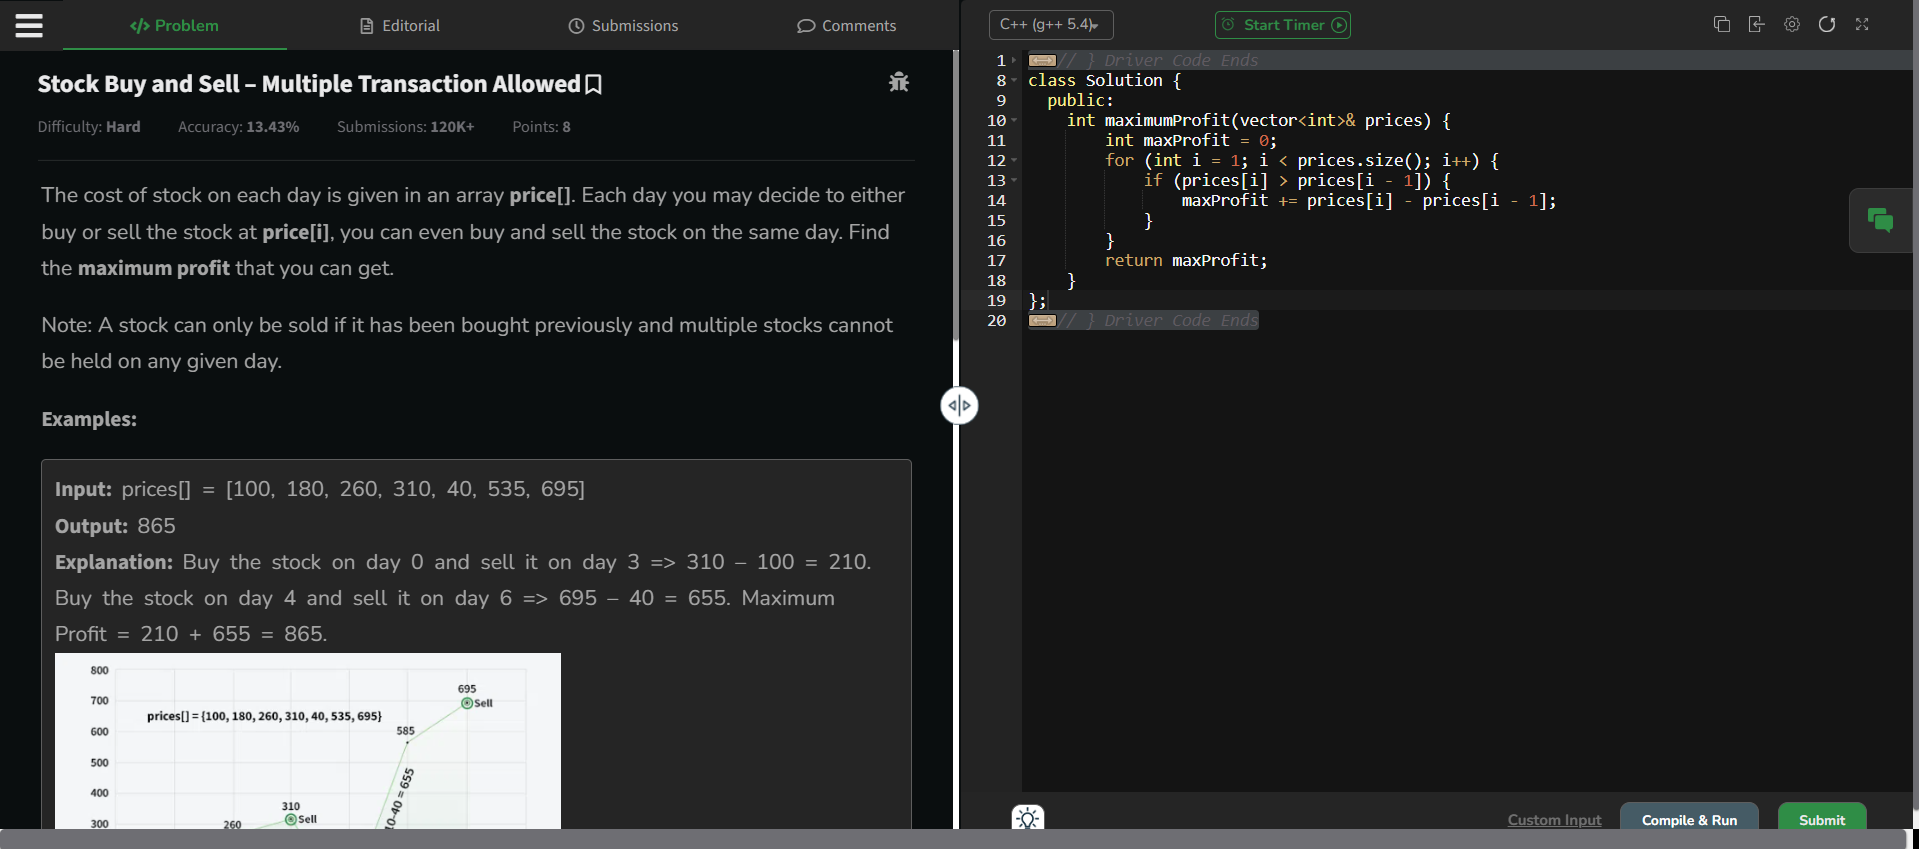 Problem
Editorial
Submissions
Comments
Stock Buy and Sell – Multiple Transaction Allowed
Difficulty: Hard Accuracy: 13.43% Submissions: 120K+ Points: 8
The cost of stock on each day is given in an array price[]. Each day you may decide to either
buy or sell the stock at price[i], you can even buy and sell the stock on the same day. Find
the maximum profit that you can get.
Note: A stock can only be sold if it has been bought previously and multiple stocks cannot
be held on any given day.
Examples:
Input: prices[] = [100, 180, 260, 310, 40, 535, 695]
Output: 865
Explanation: Buy the stock on day 0 and sell it on day 3 => 310 – 100 = 210.
Buy the stock on day 4 and sell it on day 6 => 695 – 40 = 655. Maximum
Profit = 210 + 655 = 865.
800
700
600
500
400
300
prices[] = {100, 180, 260, 310, 40, 535, 695}
695
Sell
585
310
Sell
260
10-40 = 655
C++ (g++ 5.4)
Start Timer
1 // } Driver Code Ends
8 class Solution {
9 public:
10 int maximumProfit(vector<int>& prices) {
11 int maxProfit = 0;
12 for (int i = 1; i < prices.size(); i++) {
13 if (prices[i] > prices[i - 1]) {
14 maxProfit += prices[i] - prices[i - 1];
15 }
16 }
17 return maxProfit;
18 }
19 };
20 // } Driver Code Ends
Custom Input
Compile & Run
Submit